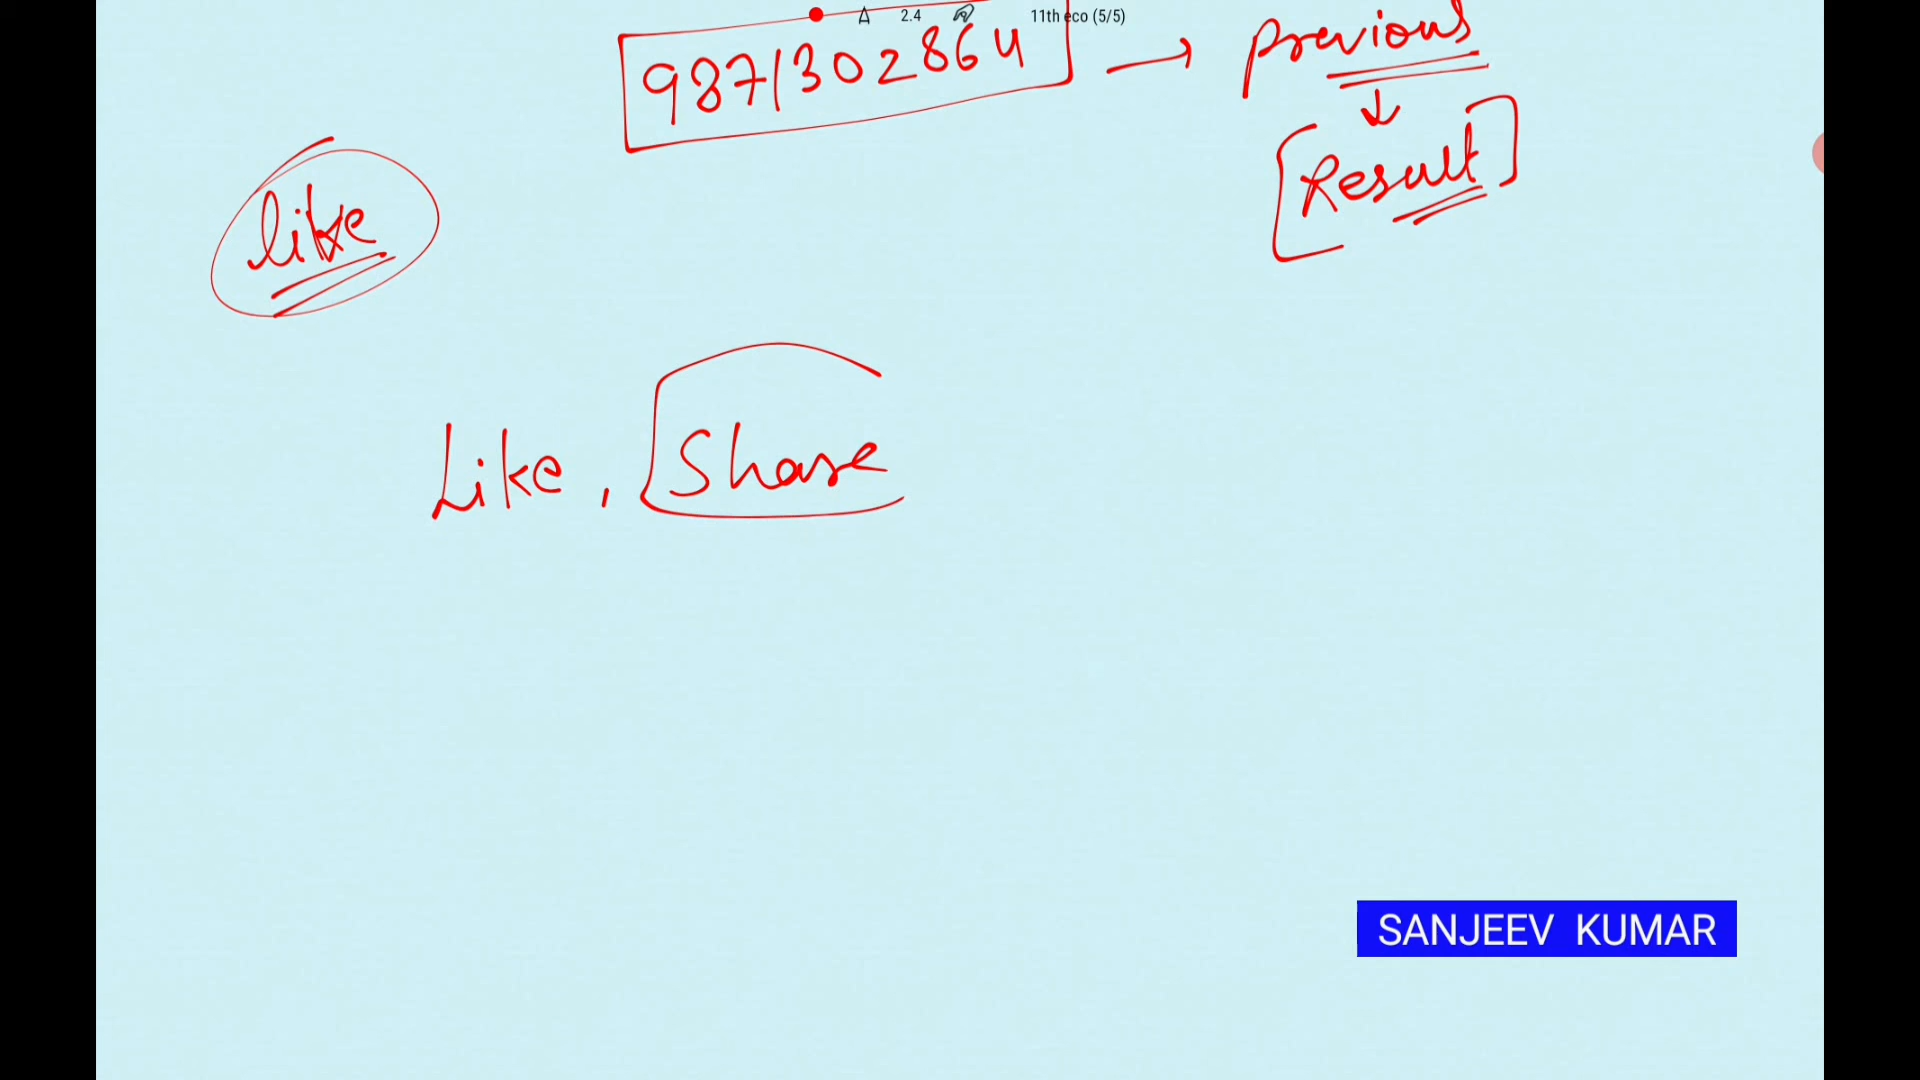 2.4 11th eco (5/5)
9871302864 → previous
↓
[Result]
like
Like, Share
SANJEEV KUMAR